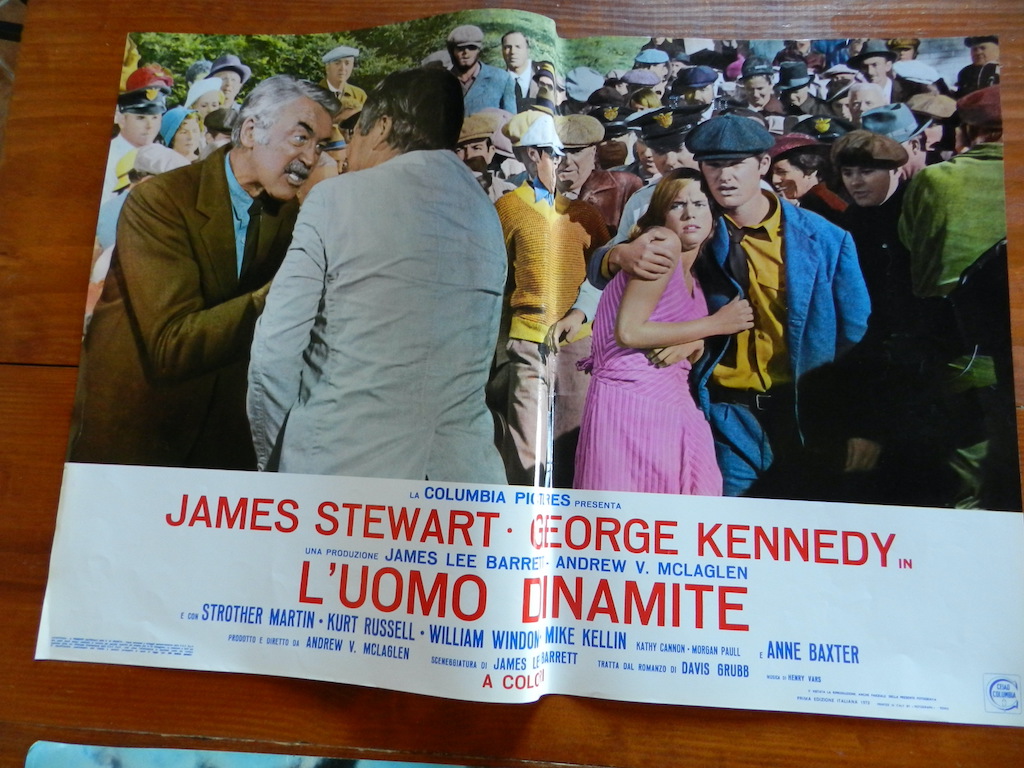 LA COLUMBIA PICTURES PRESENTA
JAMES STEWART · GEORGE KENNEDY IN
UNA PRODUZIONE JAMES LEE BARRETT · ANDREW V. MCLAGLEN
L'UOMO DINAMITE
E CON STROTHER MARTIN · KURT RUSSELL · WILLIAM WINDOM · MIKE KELLIN KATHY CANNON · MORGAN PAULL E ANNE BAXTER
PRODOTTO E DIRETTO DA ANDREW V. MCLAGLEN SCENEGGIATURA DI JAMES LEE BARRETT TRATTA DAL ROMANZO DI DAVIS GRUBB MUSICA DI HENRY VARS
A COLORI
PRIMA EDIZIONE ITALIANA 1972
CEIAD COLUMBIA